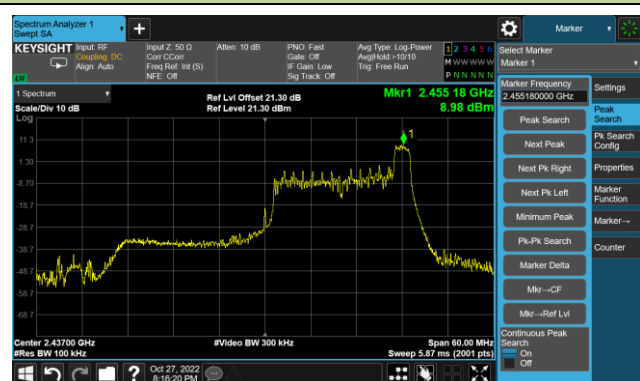 Spectrum Analyzer 1
Swept SA
Marker
KEYSIGHT
Input: RF
Coupling: DC
Align: Auto
Input Z: 50 Ω
Corr CCorr
Freq Ref: Int (S)
NFE: Off
Atten: 10 dB
PNO: Fast
Gate: Off
IF Gain: Low
Sig Track: Off
Avg Type: Log-Power
Avg|Hold:>10/10
Trig: Free Run
1 2 3 4 5 6
M W W W W W
P N N N N N
Select Marker
Marker 1
LXI
1 Spectrum
Scale/Div 10 dB
Log
Ref Lvl Offset 21.30 dB
Ref Level 21.30 dBm
Mkr1 2.455 18 GHz
8.98 dBm
1
11.3
1.30
-8.70
-18.7
-28.7
-38.7
-48.7
-58.7
-68.7
Center 2.43700 GHz
#Res BW 100 kHz
#Video BW 300 kHz
Span 60.00 MHz
Sweep 5.87 ms (2001 pts)
Marker Frequency
2.455180000 GHz
Peak Search
Next Peak
Next Pk Right
Next Pk Left
Minimum Peak
Pk-Pk Search
Marker Delta
Mkr→CF
Mkr→Ref Lvl
Continuous Peak
Search
On
Off
Settings
Peak
Search
Pk Search
Config
Properties
Marker
Function
Marker→
Counter
Oct 27, 2022
8:16:20 PM